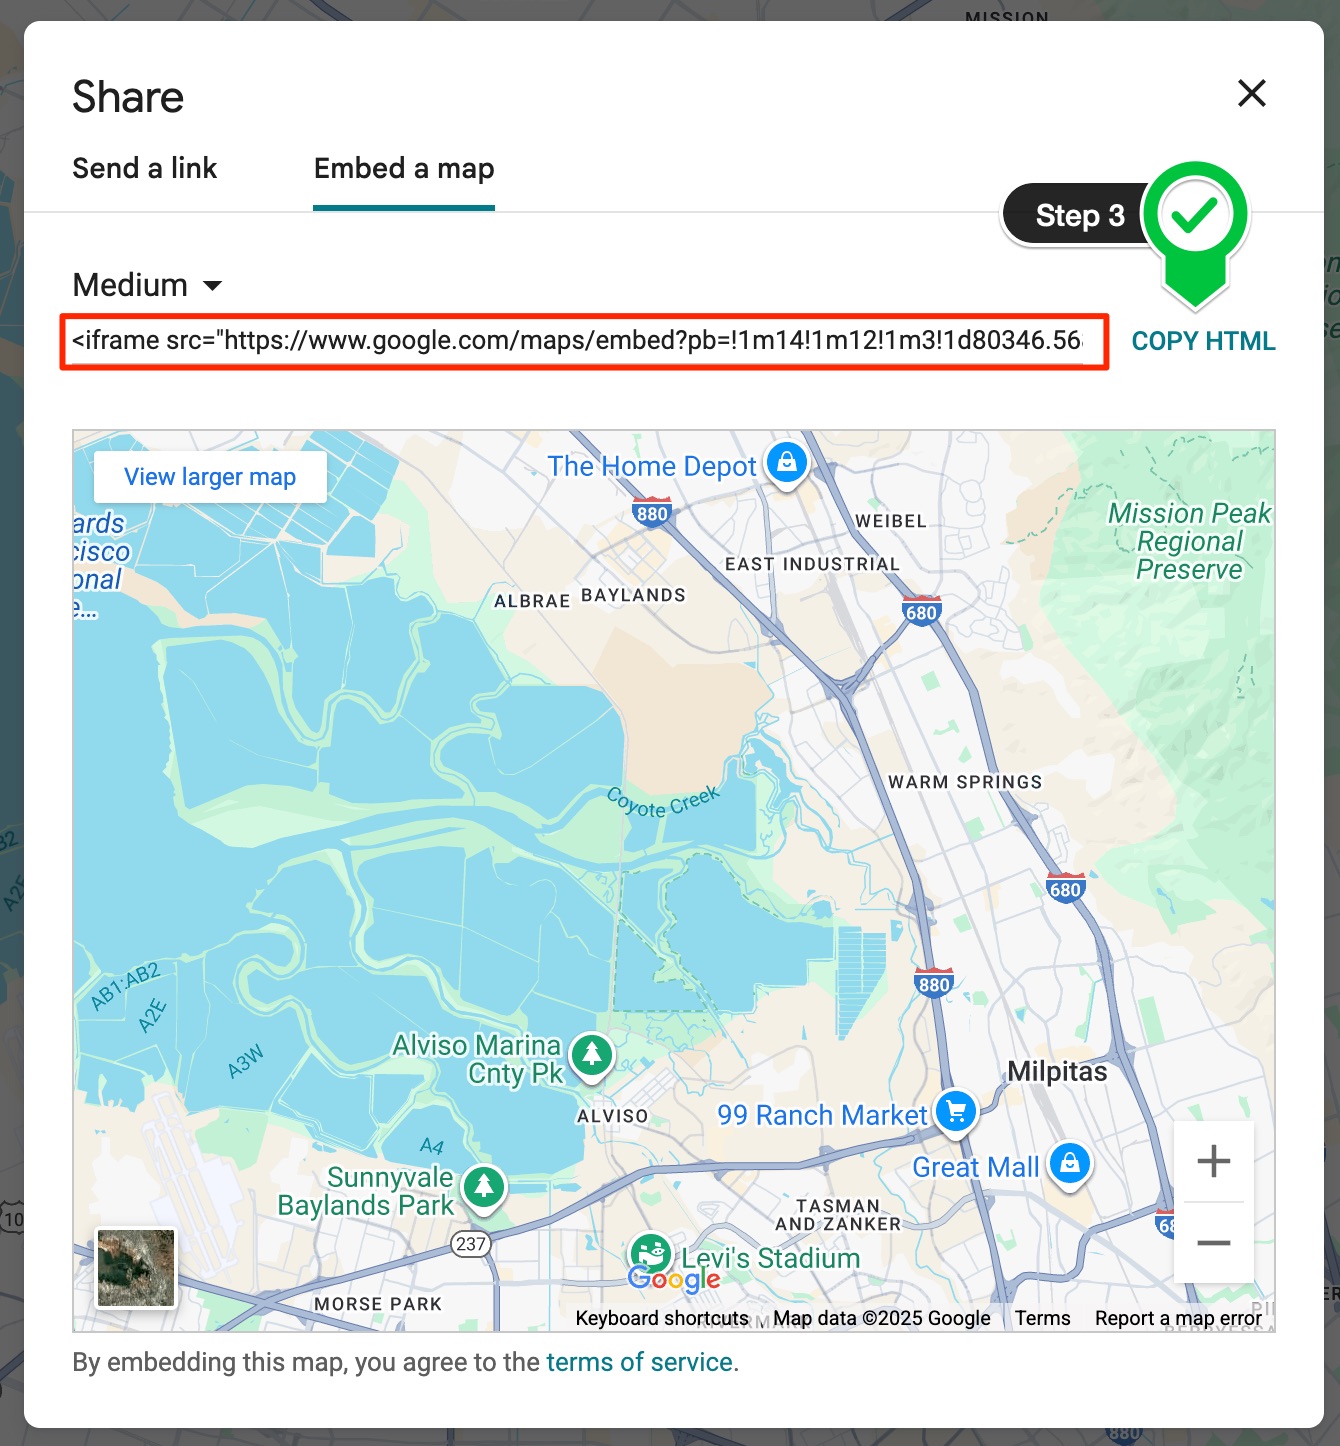 MISSION
Share
Send a link
Embed a map
Step 3
Medium
<iframe src="https://www.google.com/maps/embed?pb=!1m14!1m12!1m3!1d80346.56
COPY HTML
View larger map
The Home Depot
880
WEIBEL
Mission Peak
Regional
Preserve
EAST INDUSTRIAL
ALBRAE
BAYLANDS
680
WARM SPRINGS
Coyote Creek
680
AB1;AB2
A2E
A3W
880
Alviso Marina
Cnty Pk
Milpitas
ALVISO
99 Ranch Market
A4
Great Mall
Sunnyvale
Baylands Park
TASMAN
AND ZANKER
237
Levi's Stadium
Google
MORSE PARK
Keyboard shortcuts
Map data ©2025 Google
Terms
Report a map error
By embedding this map, you agree to the terms of service.
880